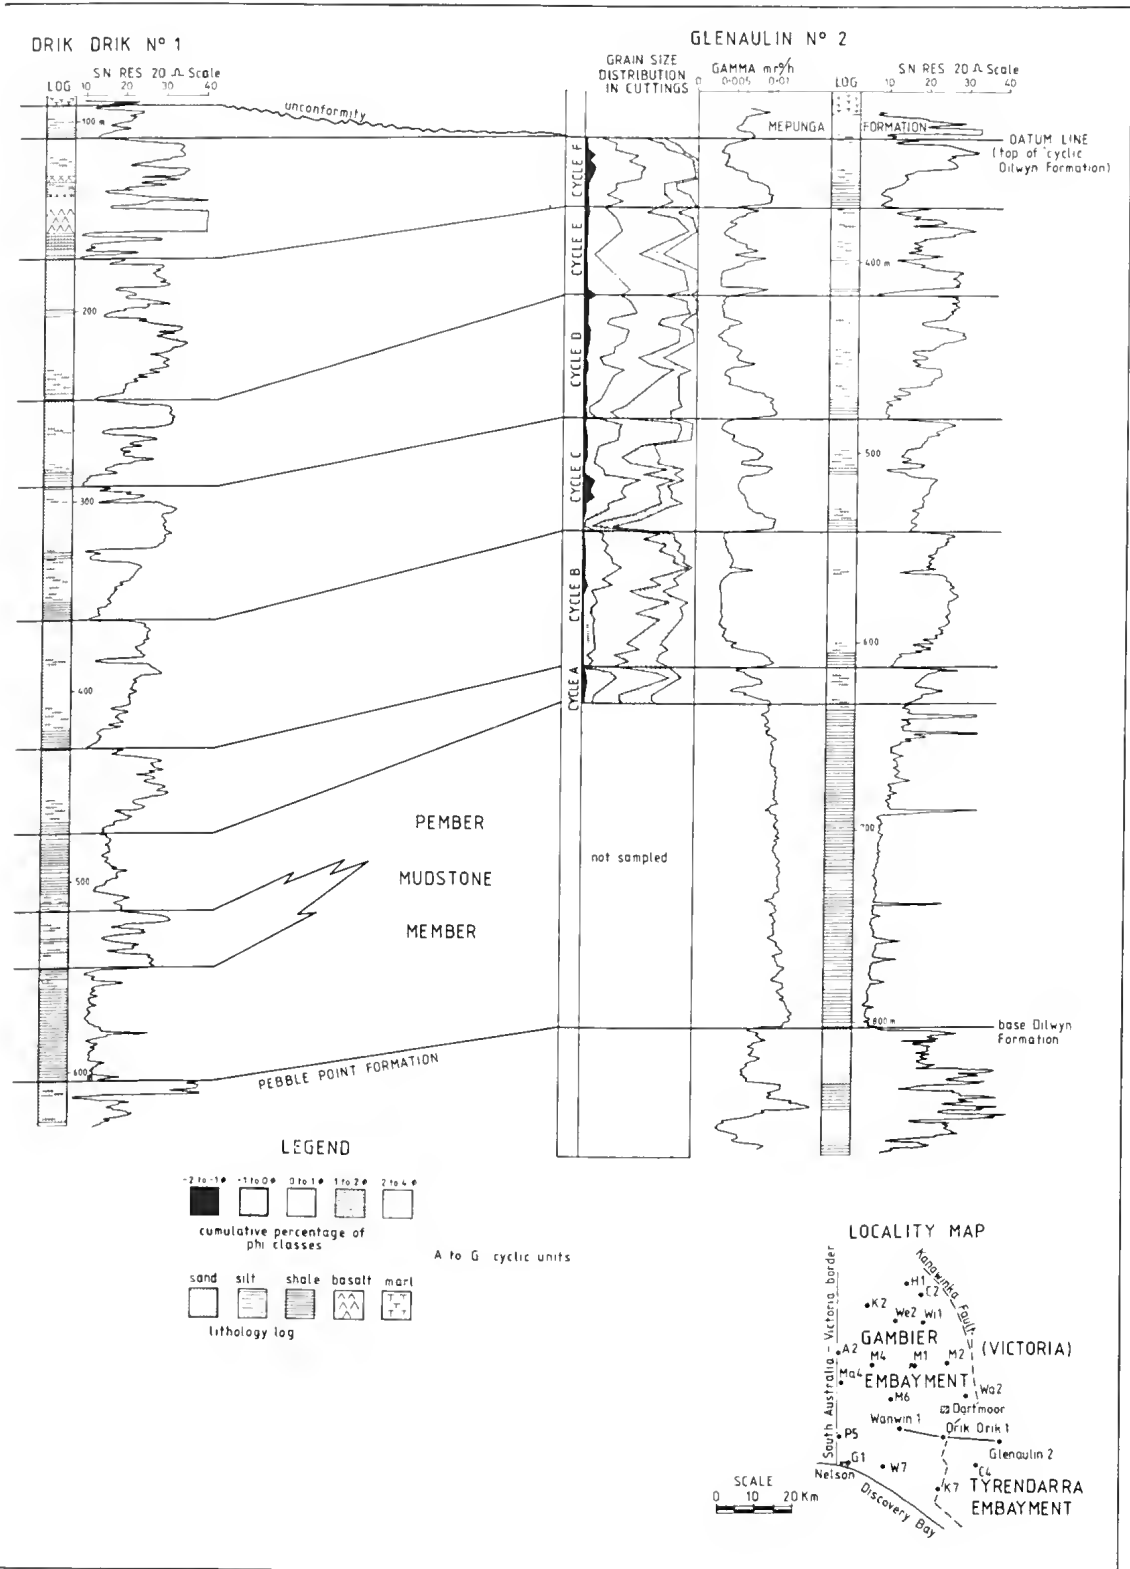 DRIK DRIK Nº 1
GLENAULIN Nº 2
LOG
SN RES 20 Ω Scale
10 20 30 40
GRAIN SIZE
DISTRIBUTION
IN CUTTINGS
GAMMA mr/h
0 0·005 0·01
LOG
SN RES 20 Ω Scale
10 20 30 40
unconformity
100 m
MEPUNGA FORMATION
DATUM LINE
(top of cyclic
Dilwyn Formation)
CYCLE F
CYCLE E
400 m
200
CYCLE D
500
CYCLE C
300
CYCLE B
600
CYCLE A
400
PEMBER
MUDSTONE
MEMBER
700
not sampled
500
800 m
base Dilwyn
Formation
600
PEBBLE POINT FORMATION
LEGEND
-2 to -1 ø
-1 to 0 ø
0 to 1 ø
1 to 2 ø
2 to 4 ø
cumulative percentage of
phi classes
A to G cyclic units
sand
silt
shale
basalt
marl
lithology log
LOCALITY MAP
South Australia - Victoria border
Kanawinka Fault
H1
C2
K2
We2
Wi1
GAMBIER
(VICTORIA)
A2
M4
M1
M2
Ma4
EMBAYMENT
Wa2
M6
Dartmoor
Wanwin 1
Drik Drik 1
P5
Glenaulin 2
G1
W7
C4
Nelson
K7
TYRENDARRA
EMBAYMENT
Discovery Bay
SCALE
0 10 20 Km